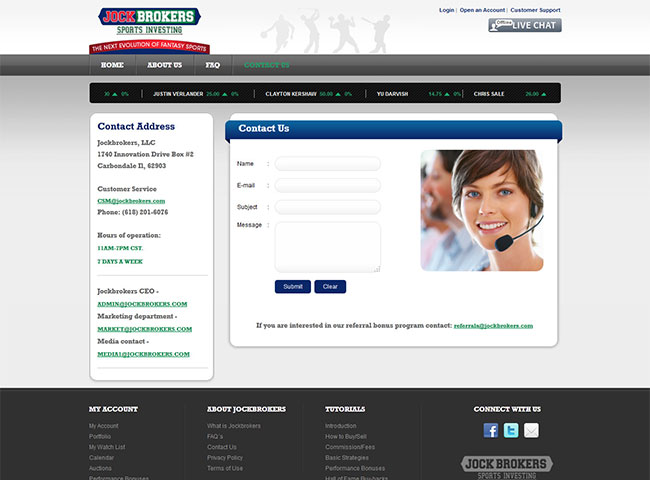 Login | Open an Account | Customer Support
JOCK BROKERS
SPORTS INVESTING
THE NEXT EVOLUTION OF FANTASY SPORTS
Offline
LIVE CHAT
HOME
ABOUT US
FAQ
CONTACT US
0% JUSTIN VERLANDER 25.00 0% CLAYTON KERSHAW 50.00 0% YU DARVISH 14.75 0% CHRIS SALE 26.00
Contact Address
Jockbrokers, LLC
1740 Innovation Drive Box #2
Carbondale Il, 62903
Customer Service
CSM@jockbrokers.com
Phone: (618) 201-6076
Hours of operation:
11AM-7PM CST.
7 DAYS A WEEK
Jockbrokers CEO -
ADMIN@JOCKBROKERS.COM
Marketing department -
MARKET@JOCKBROKERS.COM
Media contact -
MEDIA1@JOCKBROKERS.COM
Contact Us
Name :
E-mail :
Subject :
Message :
Submit
Clear
If you are interested in our referral bonus program contact: referrals@jockbrokers.com
MY ACCOUNT
My Account
Portfolio
My Watch List
Calendar
Auctions
Performance Bonuses
ABOUT JOCKBROKERS
What is Jockbrokers
FAQ`s
Contact Us
Privacy Policy
Terms of Use
TUTORIALS
Introduction
How to Buy/Sell
Commission/Fees
Basic Strategies
Performance Bonuses
Hall of Fame Buy-backs
CONNECT WITH US
JOCK BROKERS
SPORTS INVESTING